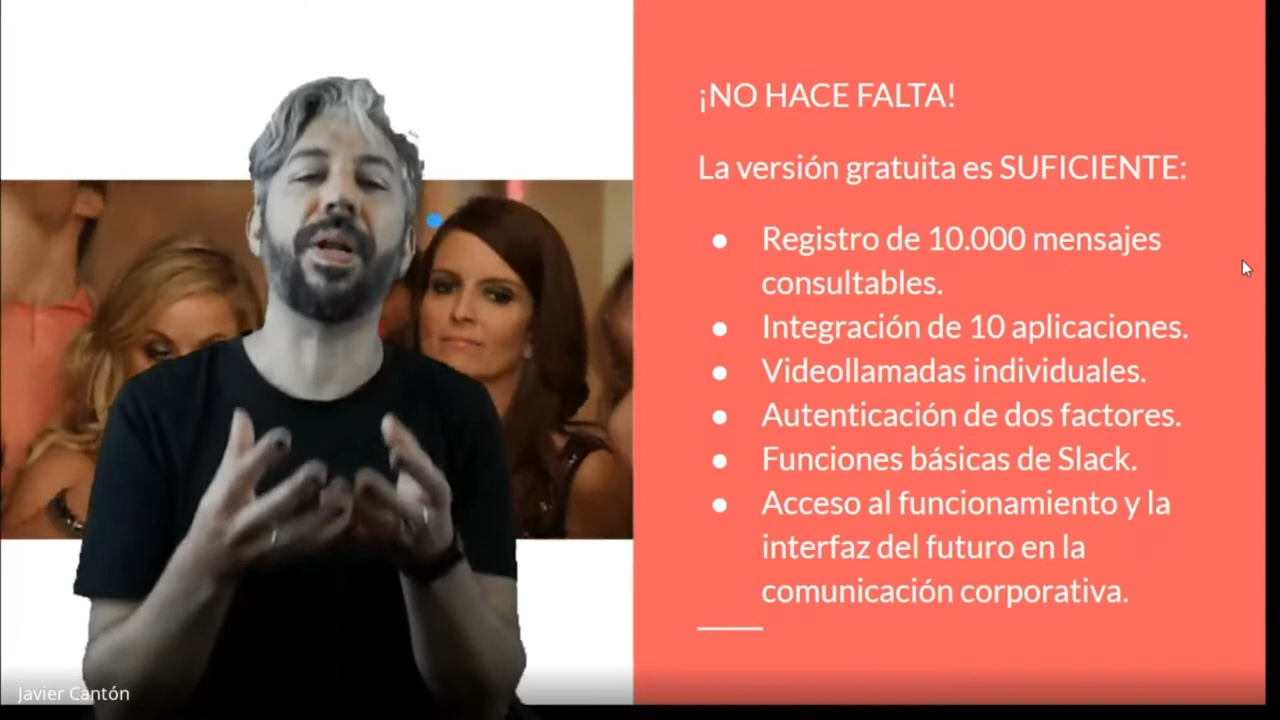 ¡NO HACE FALTA!
La versión gratuita es SUFICIENTE:
● Registro de 10.000 mensajes
consultables.
● Integración de 10 aplicaciones.
● Videollamadas individuales.
● Autenticación de dos factores.
● Funciones básicas de Slack.
● Acceso al funcionamiento y la
interfaz del futuro en la
comunicación corporativa.
Javier Cantón